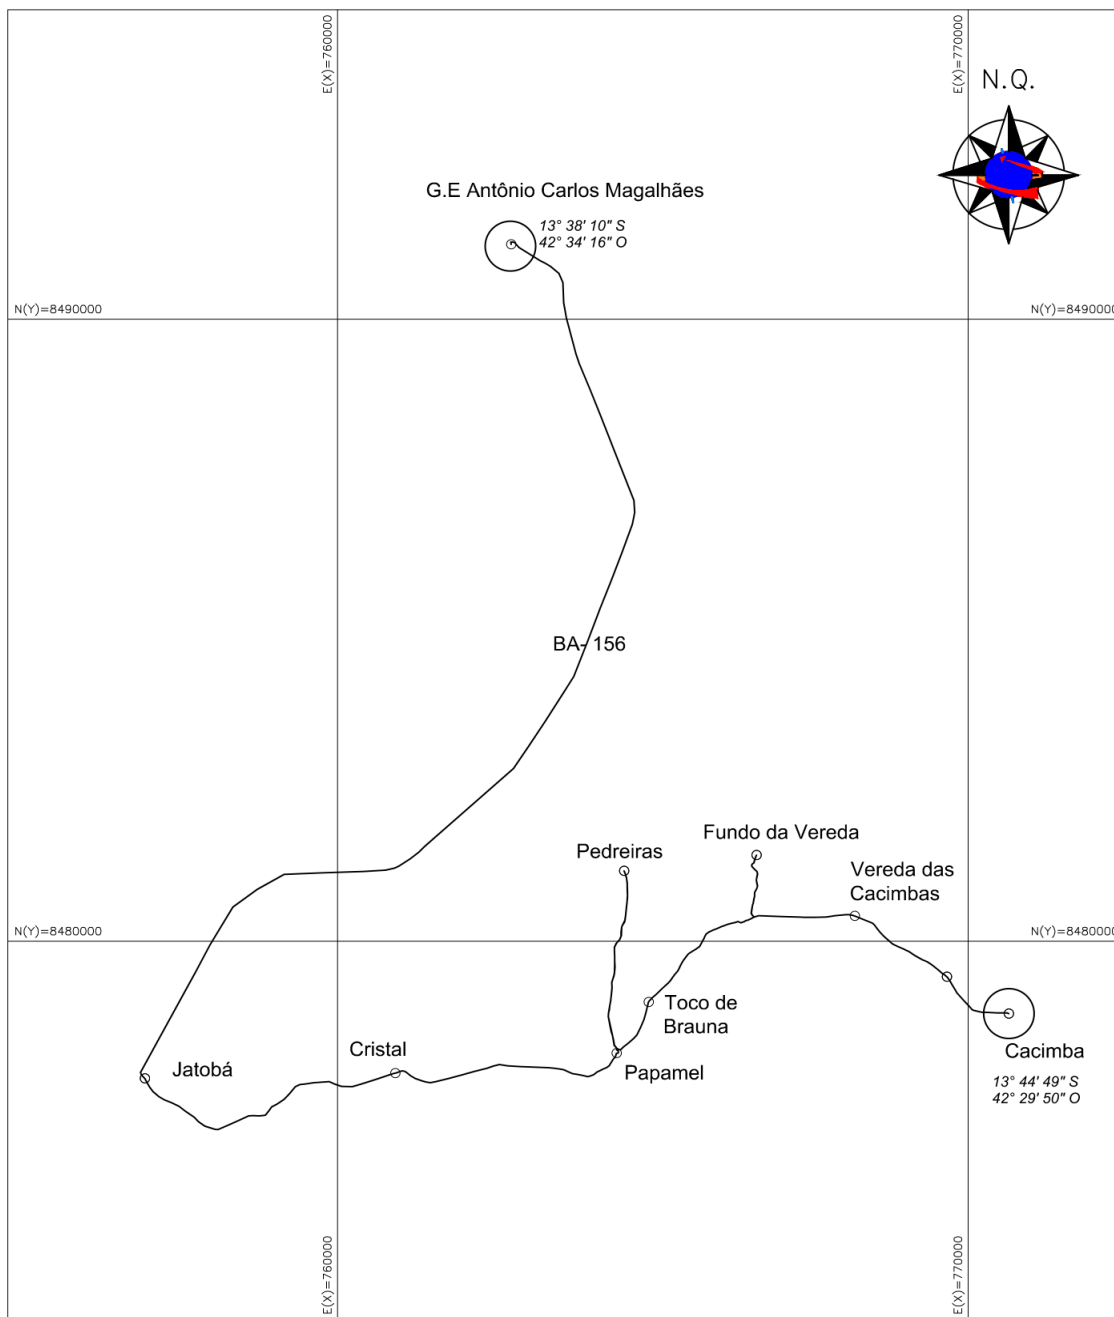 E(X)=760000
E(X)=770000
N.Q.
G.E Antônio Carlos Magalhães
13° 38' 10" S
42° 34' 16" O
N(Y)=8490000
N(Y)=8490000
BA- 156
Fundo da Vereda
Pedreiras
Vereda das
Cacimbas
N(Y)=8480000
N(Y)=8480000
Toco de
Brauna
Cristal
Jatobá
Papamel
Cacimba
13° 44' 49" S
42° 29' 50" O
E(X)=760000
E(X)=770000